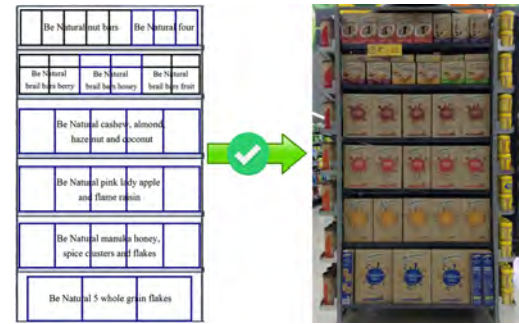 Be Natural nut bars
Be Natural four
Be Natural
brail bars berry
Be Natural
brail bars honey
Be Natural
brail bars fruit
Be Natural cashew, almond,
hazelnut and coconut
Be Natural pink lady apple
and flame raisin
Be Natural manuka honey,
spice clusters and flakes
Be Natural 5 whole grain flakes